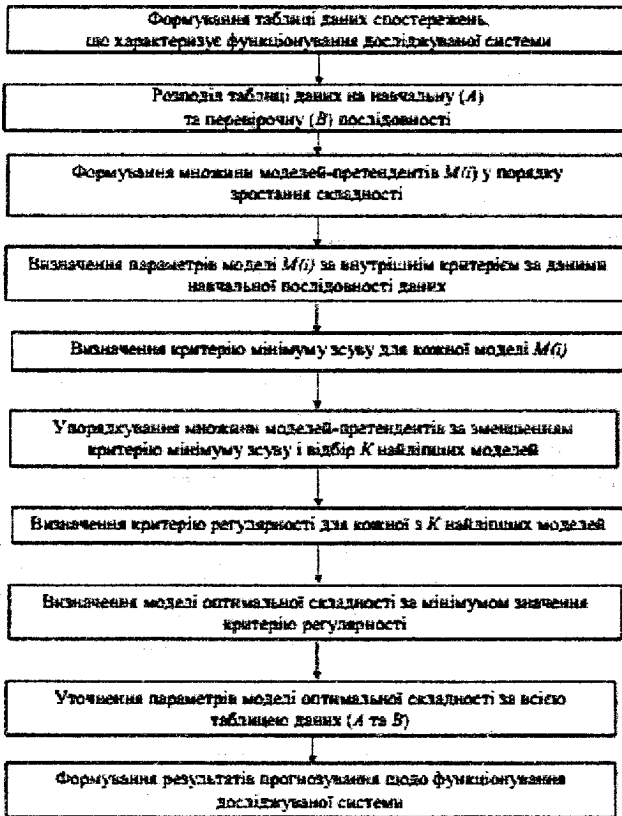 Формування таблиці даних спостережень,
що характеризує функціонування досліджуваної системи
Розподіл таблиці даних на навчальну (A)
та перевірочну (B) послідовності
Формування множини моделей-претендентів M(i) у порядку
зростання складності
Визначення параметрів моделі M(i) за внутрішнім критерієм за даними
навчальної послідовності даних
Визначення критерію мінімуму зсуву для кожної моделі M(i)
Упорядкування множини моделей-претендентів за зменшенням
критерію мінімуму зсуву і відбір K найліпших моделей
Визначення критерію регулярності для кожної з K найліпших моделей
Визначення моделі оптимальної складності за мінімумом значення
критерію регулярності
Уточнення параметрів моделі оптимальної складності за всією
таблицею даних (A та B)
Формування результатів прогнозування щодо функціонування
досліджуваної системи